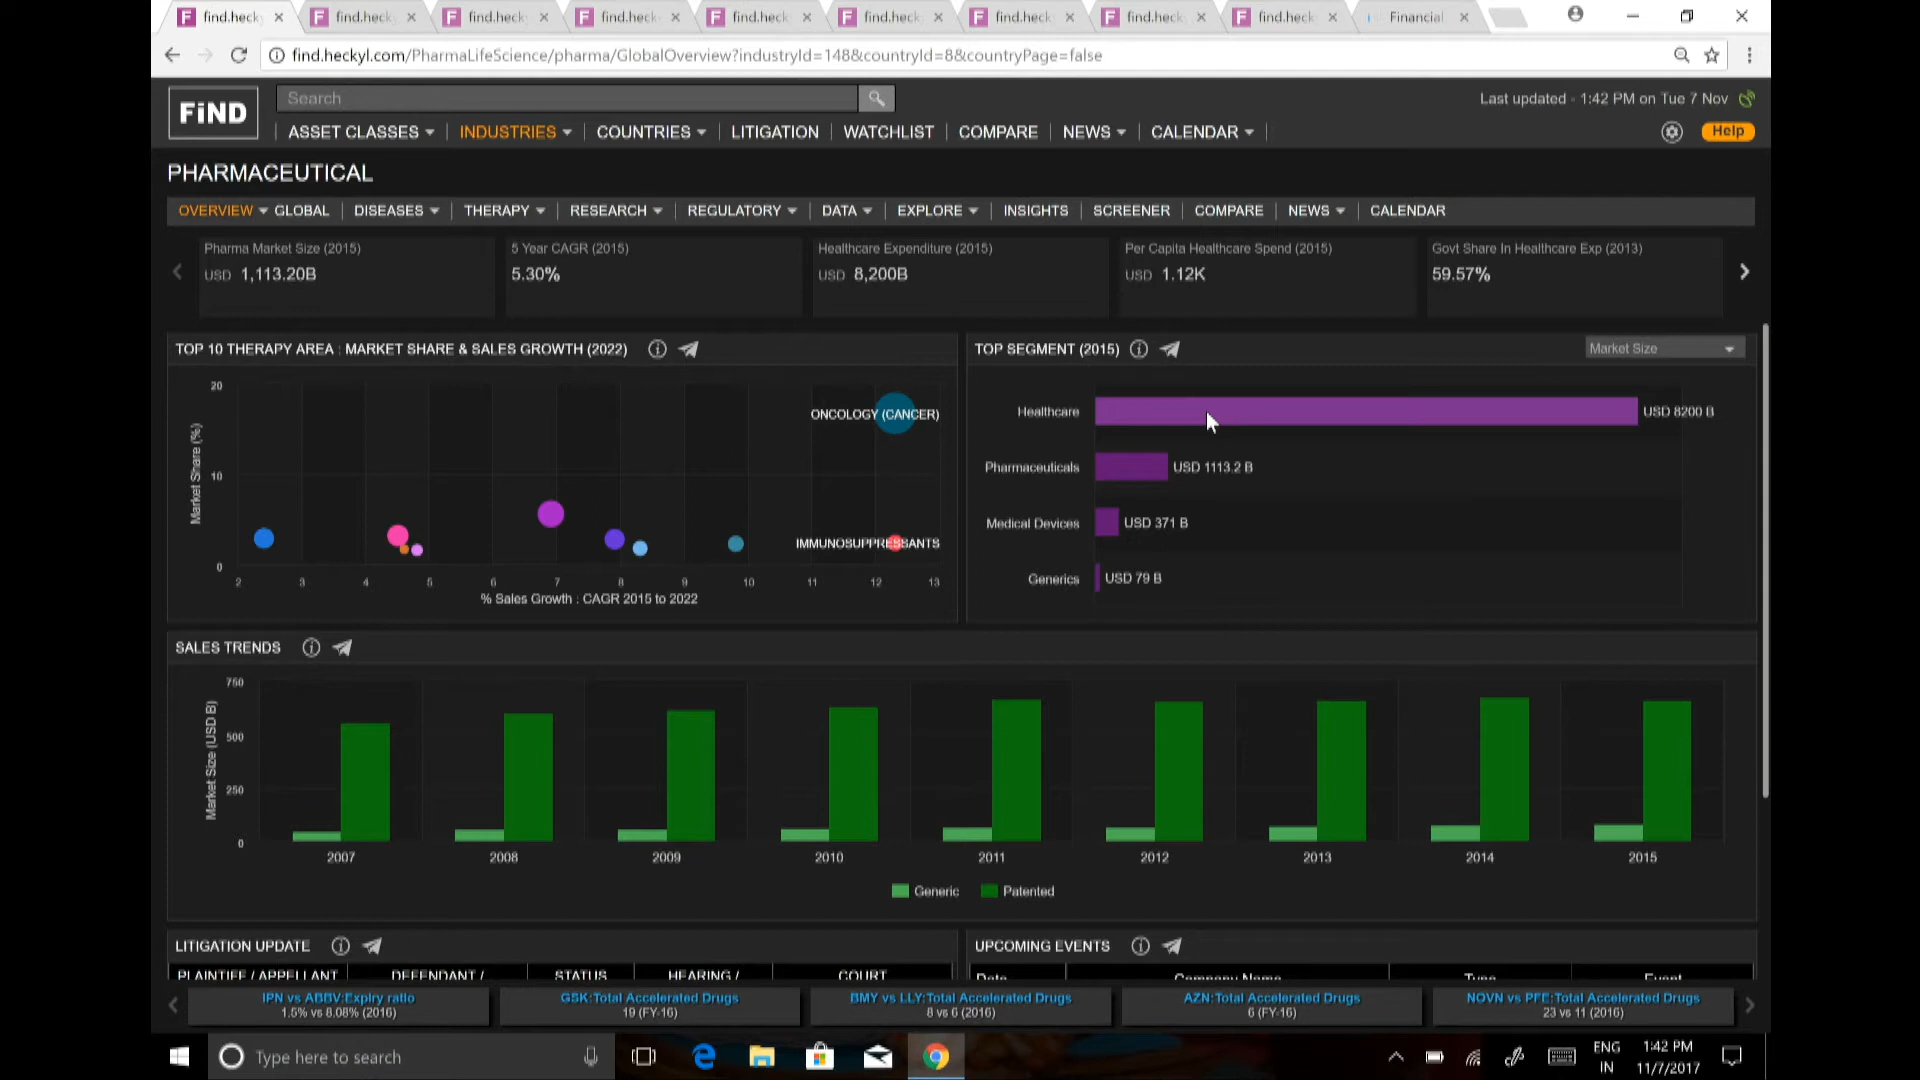 find.heck
find.heck
find.heck
find.heck
find.heck
find.heck
find.heck
find.heck
find.heck
Financial
find.heckyl.com/PharmaLifeScience/pharma/GlobalOverview?industryId=148&countryId=8&countryPage=false
FiND
Search
Last updated - 1:42 PM on Tue 7 Nov
ASSET CLASSES INDUSTRIES COUNTRIES LITIGATION WATCHLIST COMPARE NEWS CALENDAR
Help
PHARMACEUTICAL
OVERVIEW GLOBAL DISEASES THERAPY RESEARCH REGULATORY DATA EXPLORE INSIGHTS SCREENER COMPARE NEWS CALENDAR
Pharma Market Size (2015)
USD 1,113.20B
5 Year CAGR (2015)
5.30%
Healthcare Expenditure (2015)
USD 8,200B
Per Capita Healthcare Spend (2015)
USD 1.12K
Govt Share In Healthcare Exp (2013)
59.57%
TOP 10 THERAPY AREA : MARKET SHARE & SALES GROWTH (2022)
20
10
0
Market Share (%)
ONCOLOGY (CANCER)
IMMUNOSUPPRESSANTS
2 3 4 5 6 7 8 9 10 11 12 13
% Sales Growth : CAGR 2015 to 2022
TOP SEGMENT (2015)
Market Size
Healthcare USD 8200 B
Pharmaceuticals USD 1113.2 B
Medical Devices USD 371 B
Generics USD 79 B
SALES TRENDS
750
500
250
0
Market Size (USD B)
2007 2008 2009 2010 2011 2012 2013 2014 2015
Generic Patented
LITIGATION UPDATE
PLAINTIFF / APPELLANT DEFENDANT / STATUS HEARING / COURT
UPCOMING EVENTS
Date Company Name Type Event
IPN vs ABBV:Expiry ratio
1.5% vs 8.08% (2016)
GSK:Total Accelerated Drugs
19 (FY-16)
BMY vs LLY:Total Accelerated Drugs
8 vs 6 (2016)
AZN:Total Accelerated Drugs
6 (FY-16)
NOVN vs PFE:Total Accelerated Drugs
23 vs 11 (2016)
Type here to search
ENG
IN
1:42 PM
11/7/2017